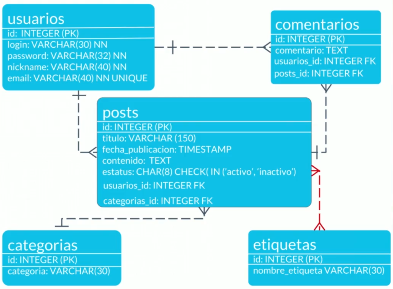 usuarios
id: INTEGER (PK)
login: VARCHAR(30) NN
password: VARCHAR(32) NN
nickname: VARCHAR(40) NN
email: VARCHAR(40) NN UNIQUE
comentarios
id: INTEGER (PK)
comentario: TEXT
usuarios_id: INTEGER FK
posts_id: INTEGER FK
posts
id: INTEGER (PK)
titulo: VARCHAR (150)
fecha_publicacion: TIMESTAMP
contenido: TEXT
estatus: CHAR(8) CHECK( IN ('activo', 'inactivo')
usuarios_id: INTEGER FK
categorias_id: INTEGER FK
categorias
id: INTEGER (PK)
categoria: VARCHAR(30)
etiquetas
id: INTEGER (PK)
nombre_etiqueta VARCHAR(30)